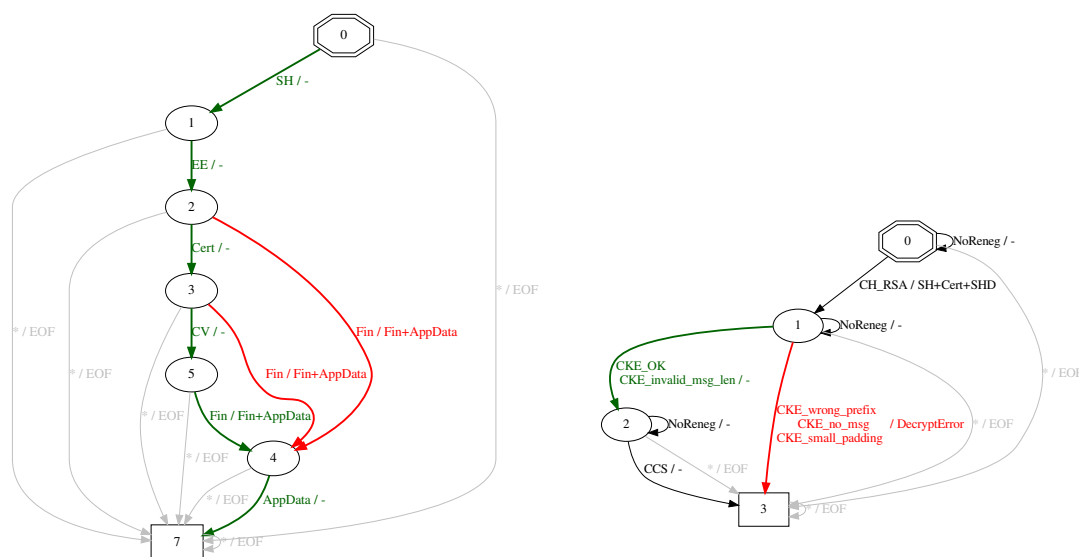 0
SH / -
1
EE / -
2
Cert / -
3
* / EOF
* / EOF
CV / -
Fin / Fin+AppData
* / EOF
5
Fin / Fin+AppData
Fin / Fin+AppData
* / EOF
* / EOF
4
* / EOF
AppData / -
7
* / EOF
0
NoReneg / -
CH_RSA / SH+Cert+SHD
1
NoReneg / -
CKE_OK
CKE_invalid_msg_len / -
* / EOF
CKE_wrong_prefix
CKE_no_msg / DecryptError
CKE_small_padding
* / EOF
2
NoReneg / -
CCS / -
* / EOF
3
* / EOF